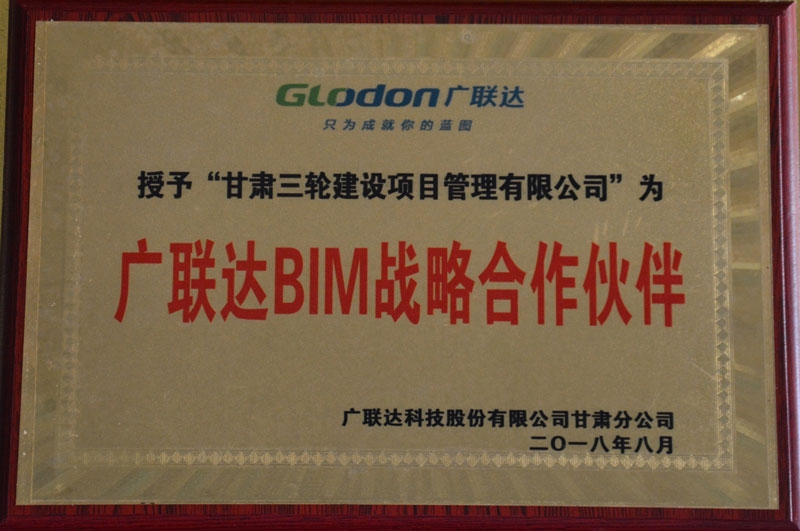 GLodon广联达
只为成就你的蓝图
授予“甘肃三轮建设项目管理有限公司”为
广联达BIM战略合作伙伴
广联达科技股份有限公司甘肃分公司
二〇一八年八月